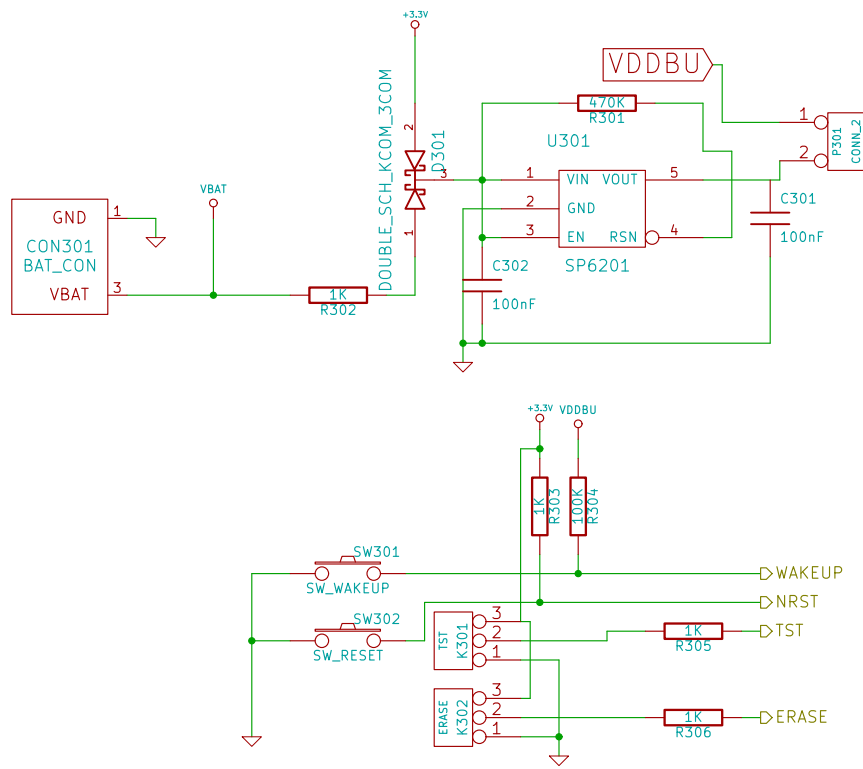 +3.3V
VDDBU
470K
R301
U301
DOUBLE_SCH_KCOM_3COM
2
D301
3
1
1
2
P301
CONN_2
VBAT
1 VIN VOUT 5
2 GND
3 EN RSN 4
SP6201
C301
100nF
C302
100nF
GND 1
CON301
BAT_CON
VBAT 3
1K
R302
+3.3V
VDDBU
1K
R303
100K
R304
SW301
SW_WAKEUP
WAKEUP
NRST
SW302
SW_RESET
TST
K301
3
2
1
1K
R305
TST
ERASE
K302
3
2
1
1K
R306
ERASE